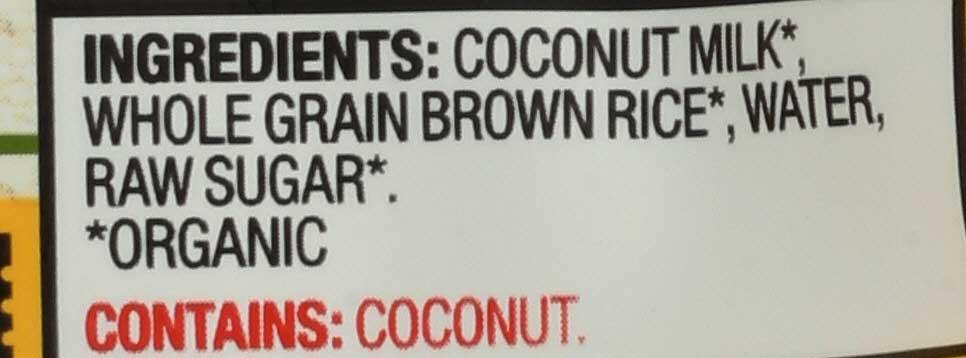 INGREDIENTS: COCONUT MILK*,
WHOLE GRAIN BROWN RICE*, WATER,
RAW SUGAR*.
*ORGANIC
CONTAINS: COCONUT.